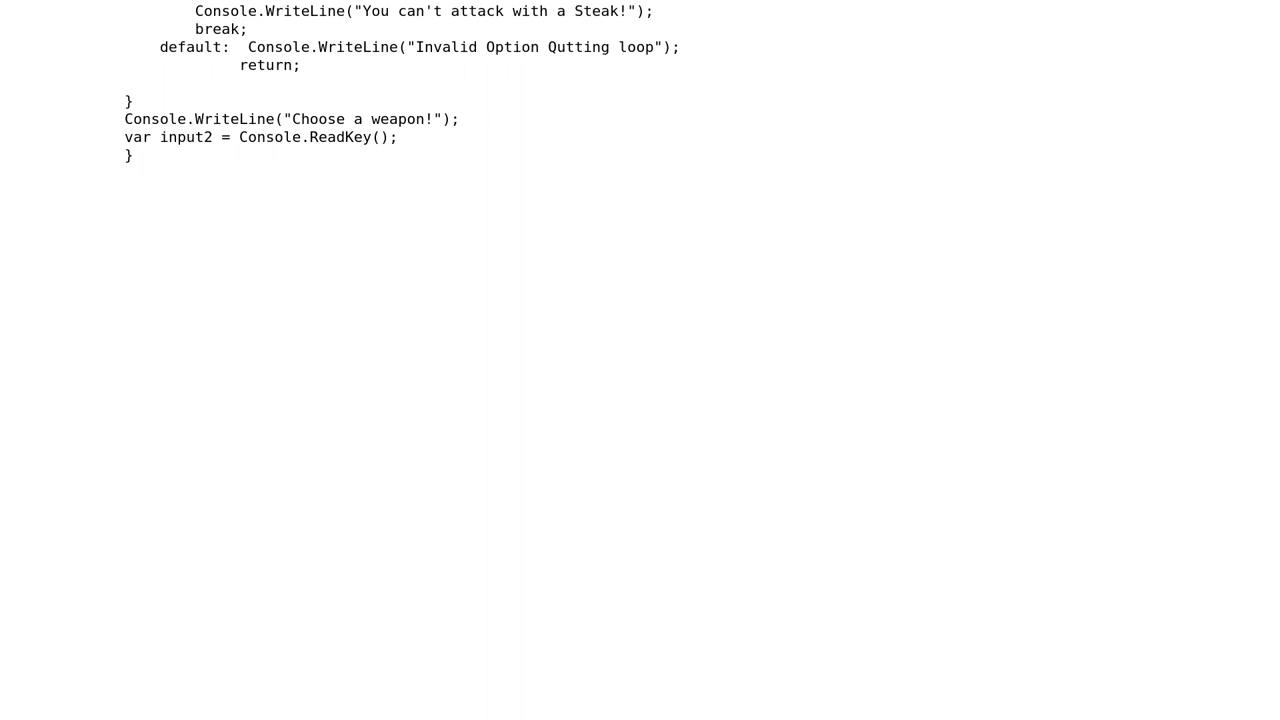 Console.WriteLine("You can't attack with a Steak!");
break;
default:  Console.WriteLine("Invalid Option Qutting loop");
return;
}
Console.WriteLine("Choose a weapon!");
var input2 = Console.ReadKey();
}